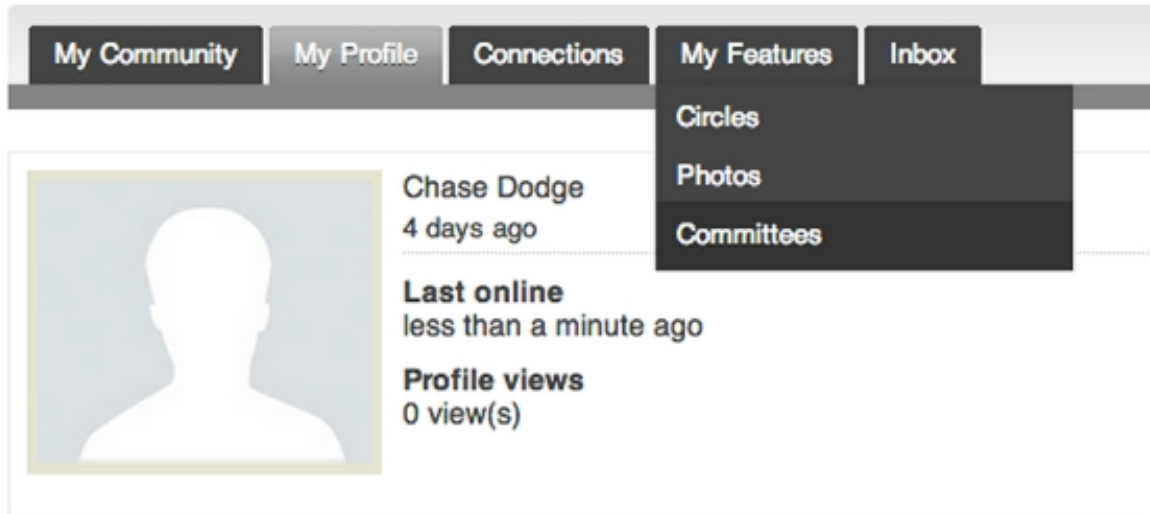 My Community My Profile Connections My Features Inbox
Circles
Photos
Committees
Chase Dodge
4 days ago
Last online
less than a minute ago
Profile views
0 view(s)